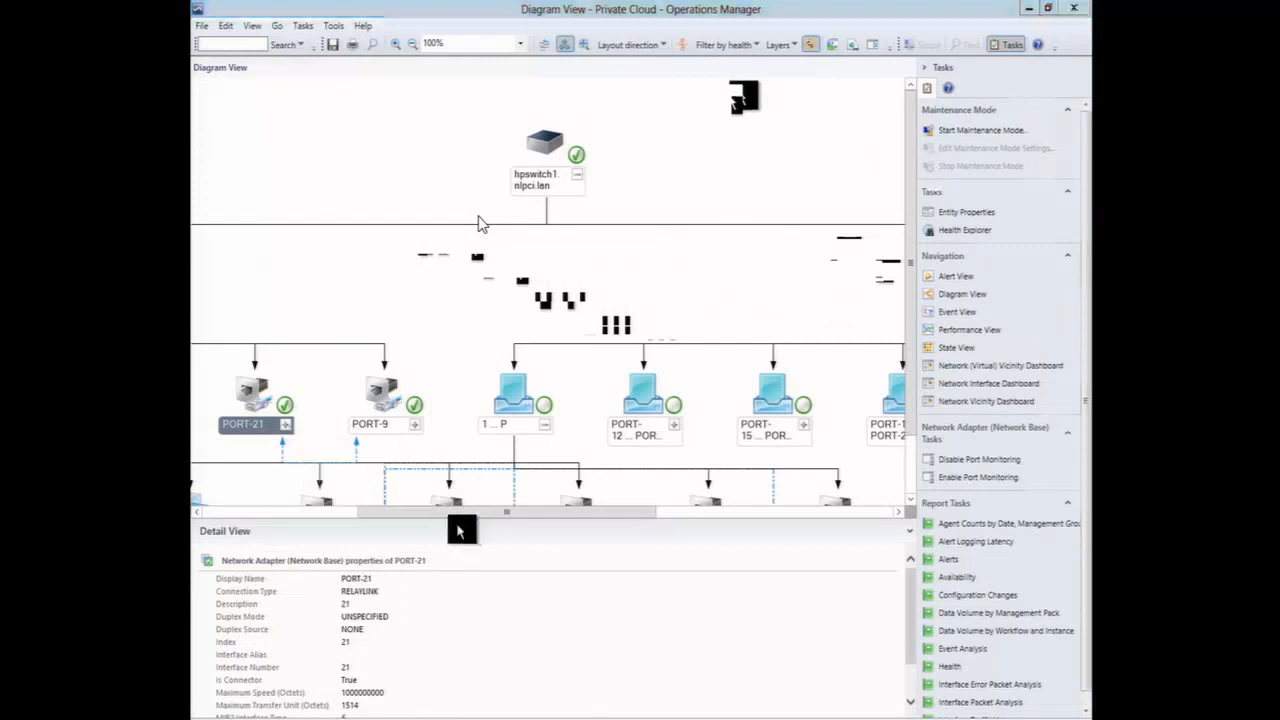 Diagram View - Private Cloud - Operations Manager
File Edit View Go Tasks Tools Help
Search 100% Layout direction Filter by health Layers Find Tasks
Diagram View
Tasks
Maintenance Mode
Start Maintenance Mode...
Edit Maintenance Mode Settings...
Stop Maintenance Mode
Tasks
Entity Properties
Health Explorer
Navigation
Alert View
Diagram View
Event View
Performance View
State View
Network (Virtual) Vicinity Dashboard
Network Interface Dashboard
Network Vicinity Dashboard
Network Adapter (Network Base)
Tasks
Disable Port Monitoring
Enable Port Monitoring
Report Tasks
Agent Counts by Date, Management Grou
Alert Logging Latency
Alerts
Availability
Configuration Changes
Data Volume by Management Pack
Data Volume by Workflow and Instance
Event Analysis
Health
Interface Error Packet Analysis
Interface Packet Analysis
hpswitch1.
nlpci.lan
PORT-21
PORT-9
1 ... P
PORT-
12 ... POR...
PORT-
15 ... POR...
PORT-1
PORT-2
Detail View
Network Adapter (Network Base) properties of PORT-21
Display Name PORT-21
Connection Type RELAYLINK
Description 21
Duplex Mode UNSPECIFIED
Duplex Source NONE
Index 21
Interface Alias
Interface Number 21
Is Connector True
Maximum Speed (Octets) 1000000000
Maximum Transfer Unit (Octets) 1514